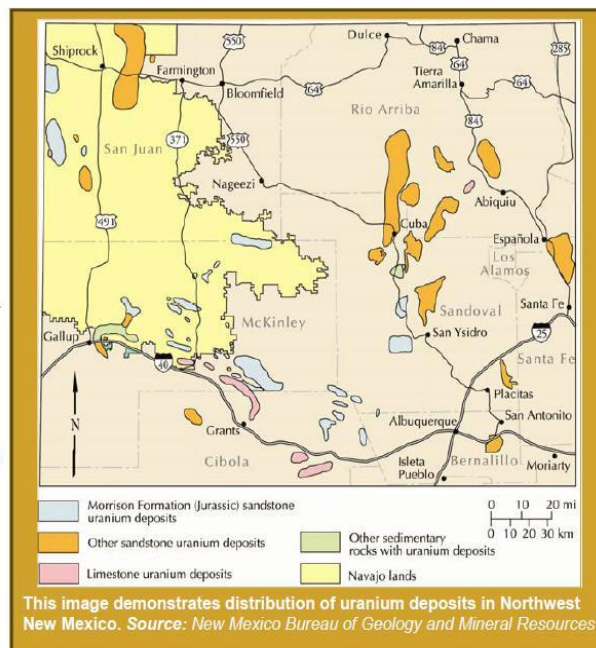 550
84
Dulce
Chama
285
Shiprock
64
Farmington
Tierra
Amarilla
64
Bloomfield
64
Rio Arriba
84
San Juan
371
550
Nageezi
Abiquiu
491
Cuba
Española
Los
Alamos
Santa Fe
McKinley
Sandoval
Gallup
San Ysidro
25
40
Santa Fe
Placitas
N
Grants
Albuquerque
San Antonito
Cibola
Isleta
Pueblo
Bernalillo
Moriarty
Morrison Formation (Jurassic) sandstone
uranium deposits
0 10 20 mi
0 10 20 30 km
Other sandstone uranium deposits
Other sedimentary
rocks with uranium deposits
Limestone uranium deposits
Navajo lands
This image demonstrates distribution of uranium deposits in Northwest
New Mexico. Source: New Mexico Bureau of Geology and Mineral Resources